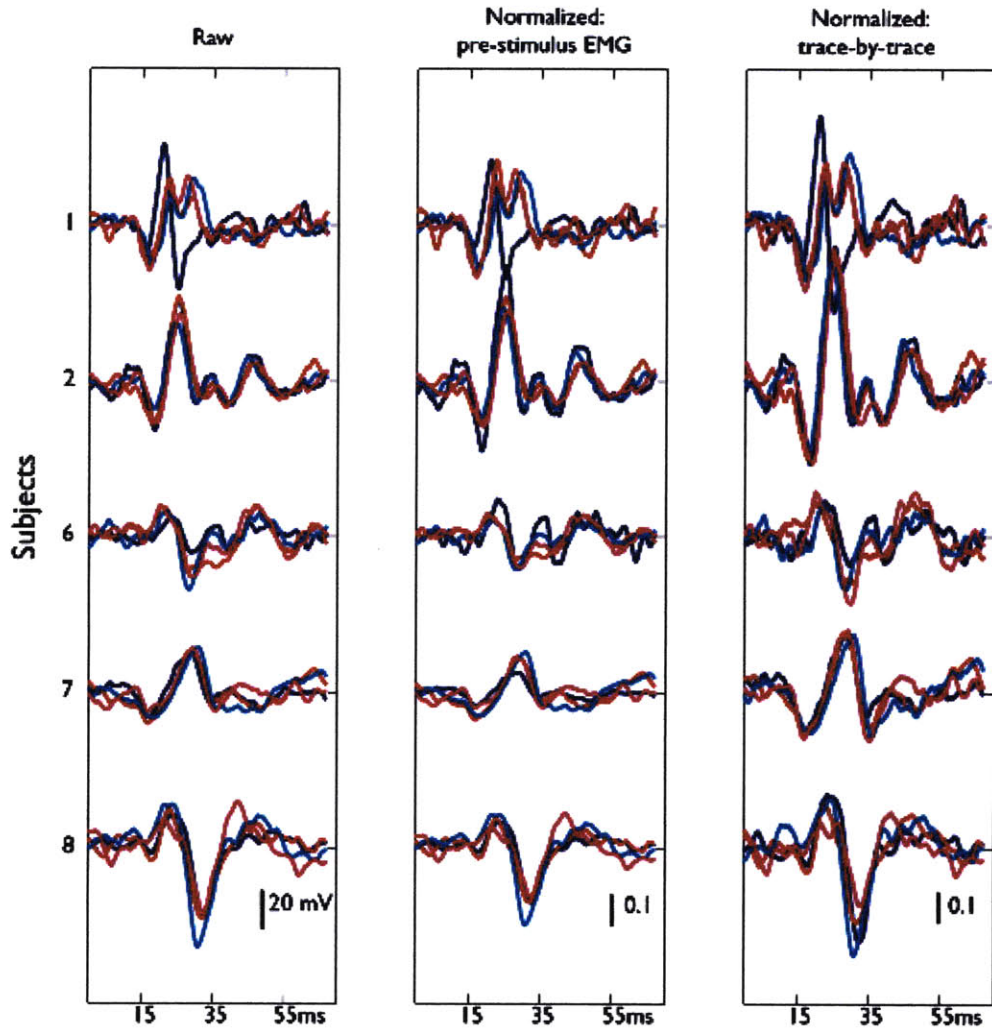 Raw
Normalized:
pre-stimulus EMG
Normalized:
trace-by-trace
Subjects
1
2
6
7
8
20 mV
0.1
0.1
15 35 55ms
15 35 55ms
15 35 55ms